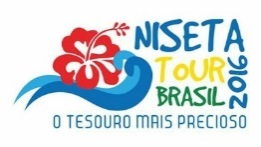 NISETA
TOUR
BRASIL
2016
O TESOURO MAIS PRECIOSO